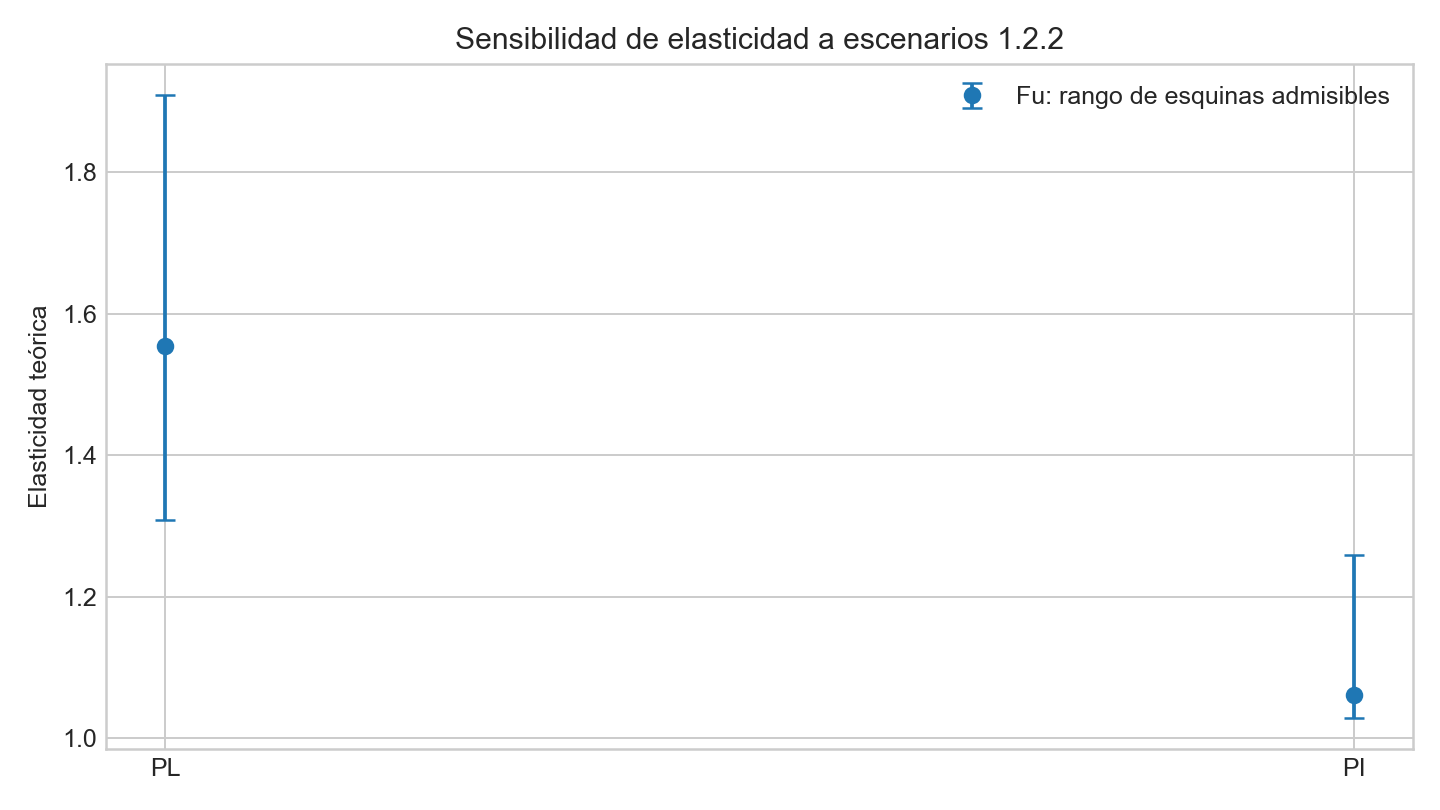 Sensibilidad de elasticidad a escenarios 1.2.2
Fu: rango de esquinas admisibles
Elasticidad teórica
1.8
1.6
1.4
1.2
1.0
PL
PI